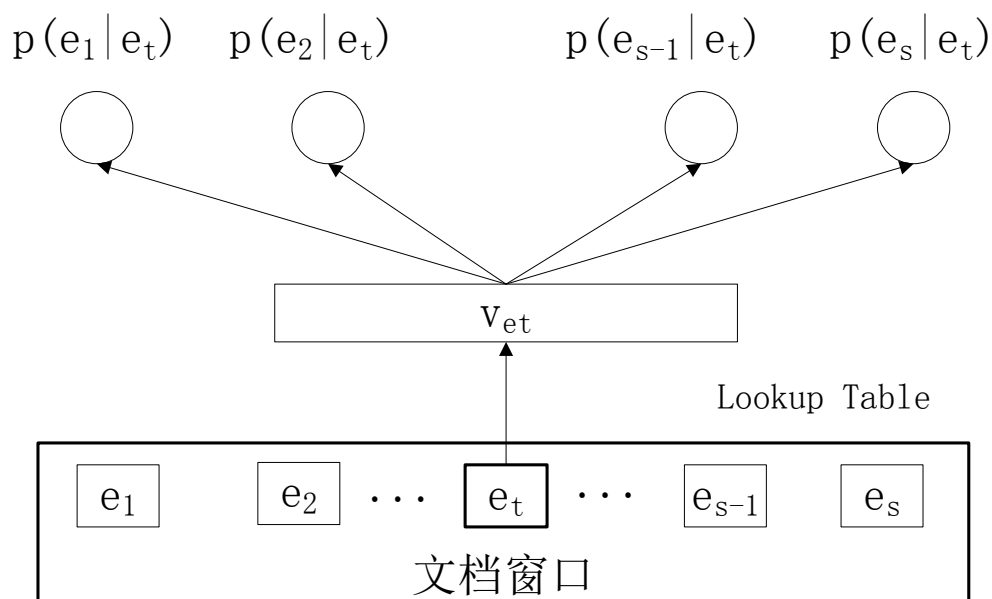 p(e₁|eₜ) p(e₂|eₜ) p(eₛ₋₁|eₜ) p(eₛ|eₜ)
vₑₜ
Lookup Table
e₁ e₂ ··· eₜ ··· eₛ₋₁ eₛ
文档窗口